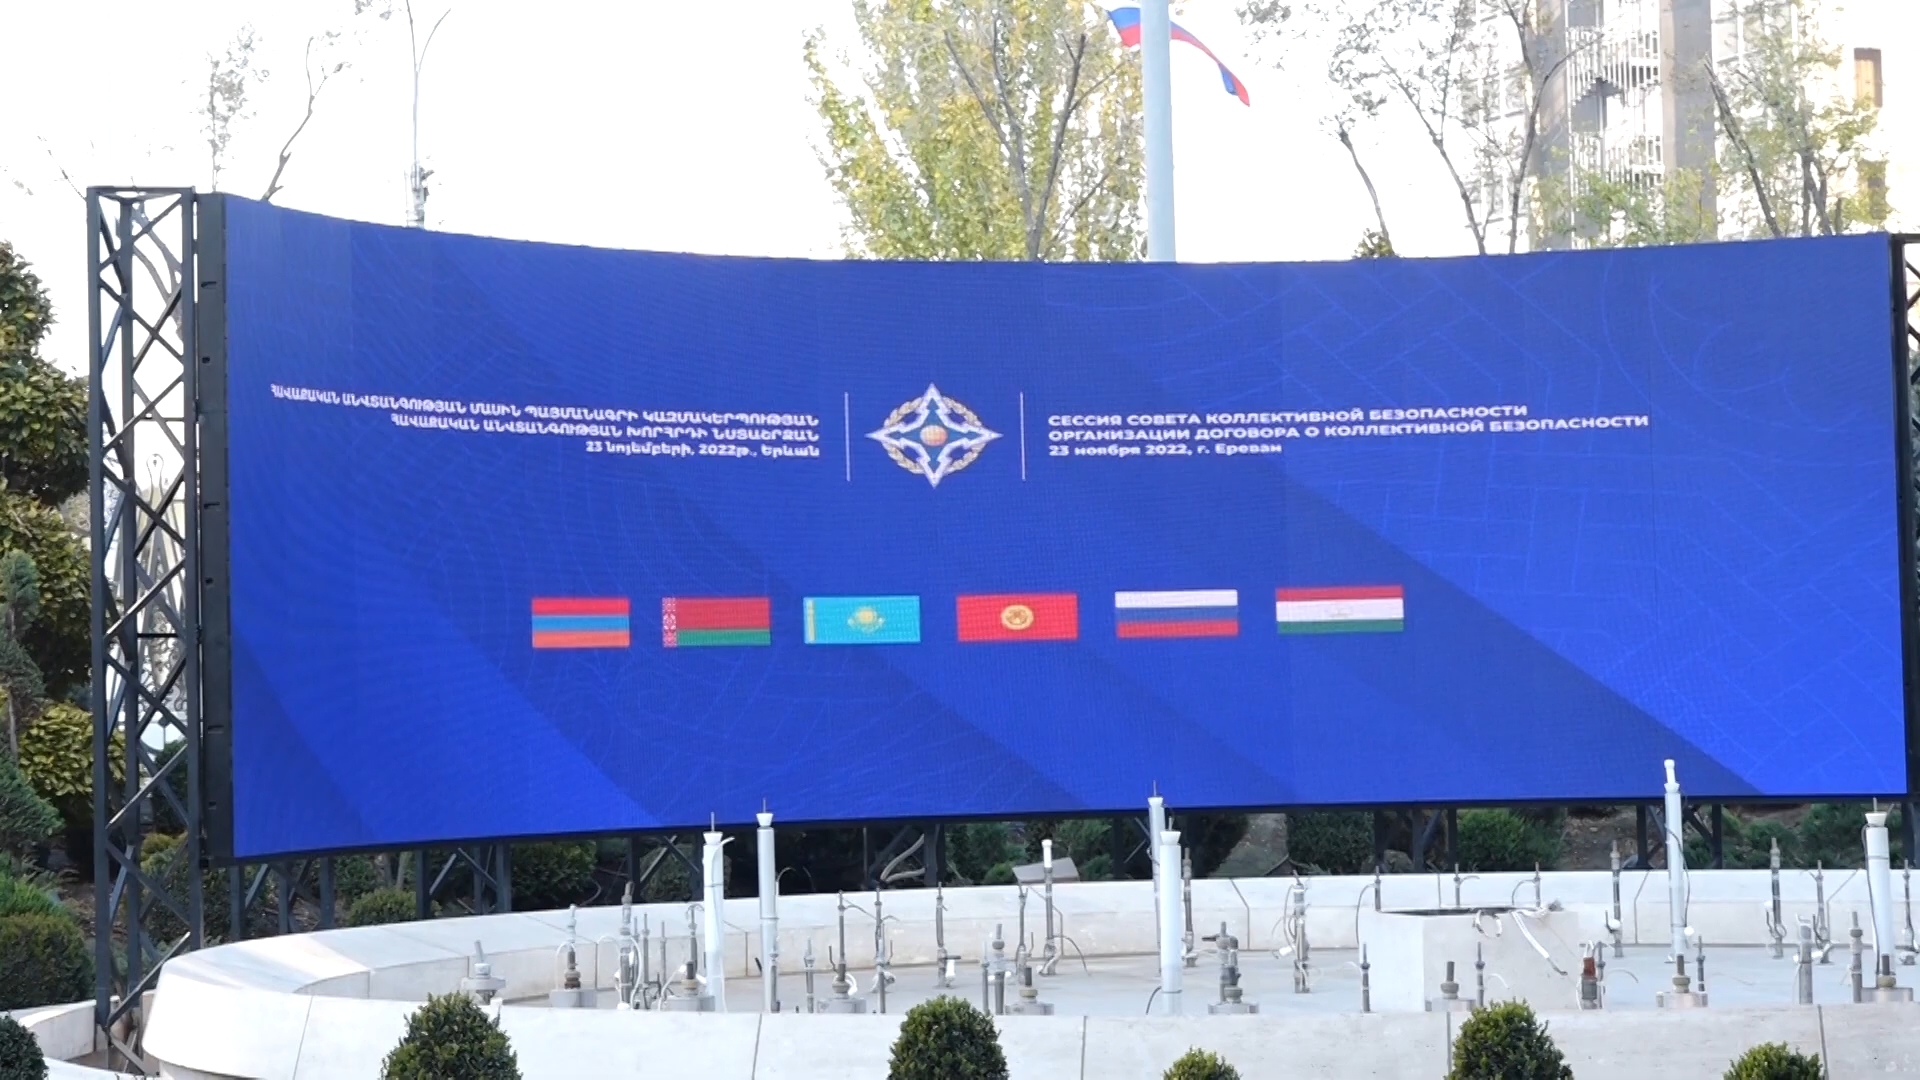 ՀԱՎԱՔԱԿԱՆ ԱՆՎՏԱՆԳՈՒԹՅԱՆ ՄԱՍԻՆ ՊԱՅՄԱՆԱԳՐԻ ԿԱԶՄԱԿԵՐՊՈՒԹՅԱՆ
ՀԱՎԱՔԱԿԱՆ ԱՆՎՏԱՆԳՈՒԹՅԱՆ ԽՈՐՀՐԴԻ ՆՍՏԱՇՐՋԱՆ
23 նոյեմբերի, 2022թ., Երևան
СЕССИЯ СОВЕТА КОЛЛЕКТИВНОЙ БЕЗОПАСНОСТИ
ОРГАНИЗАЦИИ ДОГОВОРА О КОЛЛЕКТИВНОЙ БЕЗОПАСНОСТИ
23 ноября 2022, г. Ереван